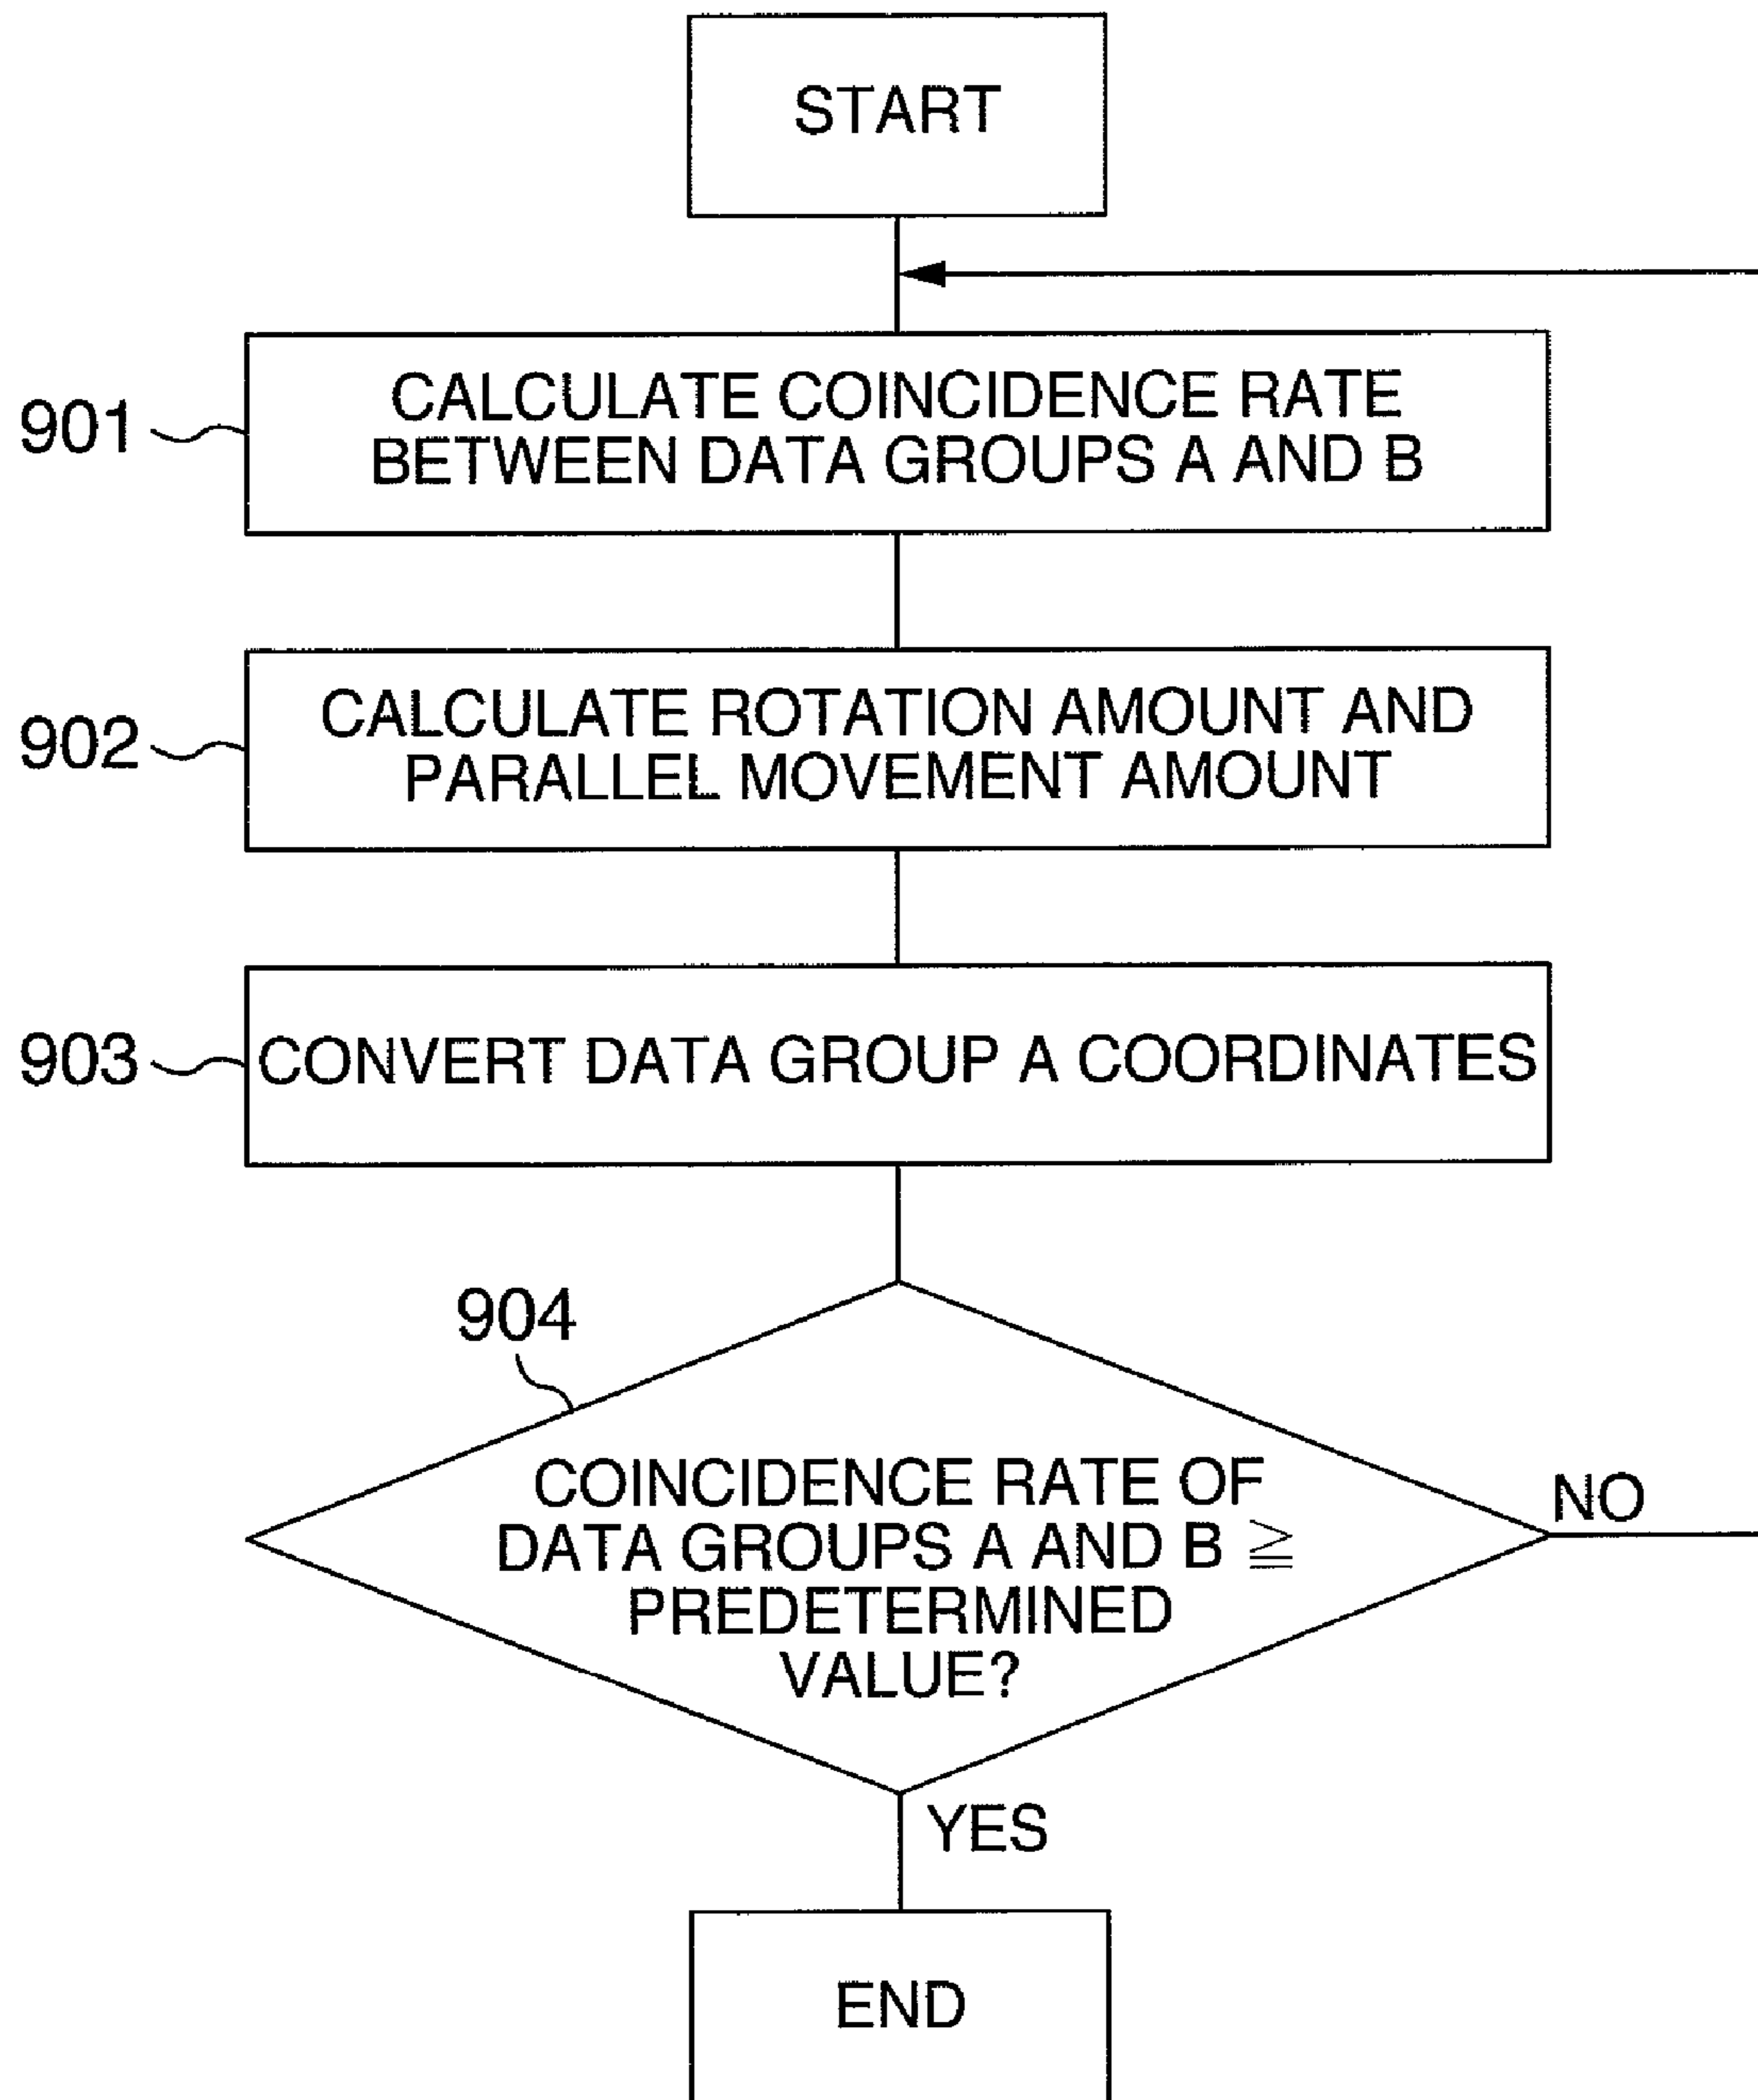 START
901
CALCULATE COINCIDENCE RATE
BETWEEN DATA GROUPS A AND B
902
CALCULATE ROTATION AMOUNT AND
PARALLEL MOVEMENT AMOUNT
903
CONVERT DATA GROUP A COORDINATES
904
COINCIDENCE RATE OF
DATA GROUPS A AND B ≧
PREDETERMINED
VALUE?
NO
YES
END